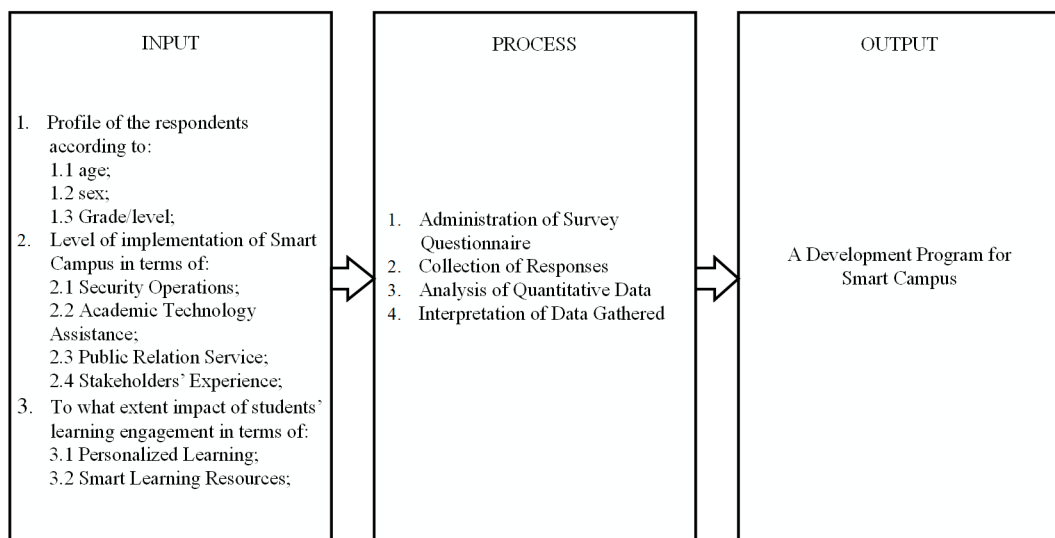 INPUT
1. Profile of the respondents
according to:
1.1 age;
1.2 sex;
1.3 Grade/level;
2. Level of implementation of Smart
Campus in terms of:
2.1 Security Operations;
2.2 Academic Technology
Assistance;
2.3 Public Relation Service;
2.4 Stakeholders’ Experience;
3. To what extent impact of students’
learning engagement in terms of:
3.1 Personalized Learning;
3.2 Smart Learning Resources;
PROCESS
1. Administration of Survey
Questionnaire
2. Collection of Responses
3. Analysis of Quantitative Data
4. Interpretation of Data Gathered
OUTPUT
A Development Program for
Smart Campus